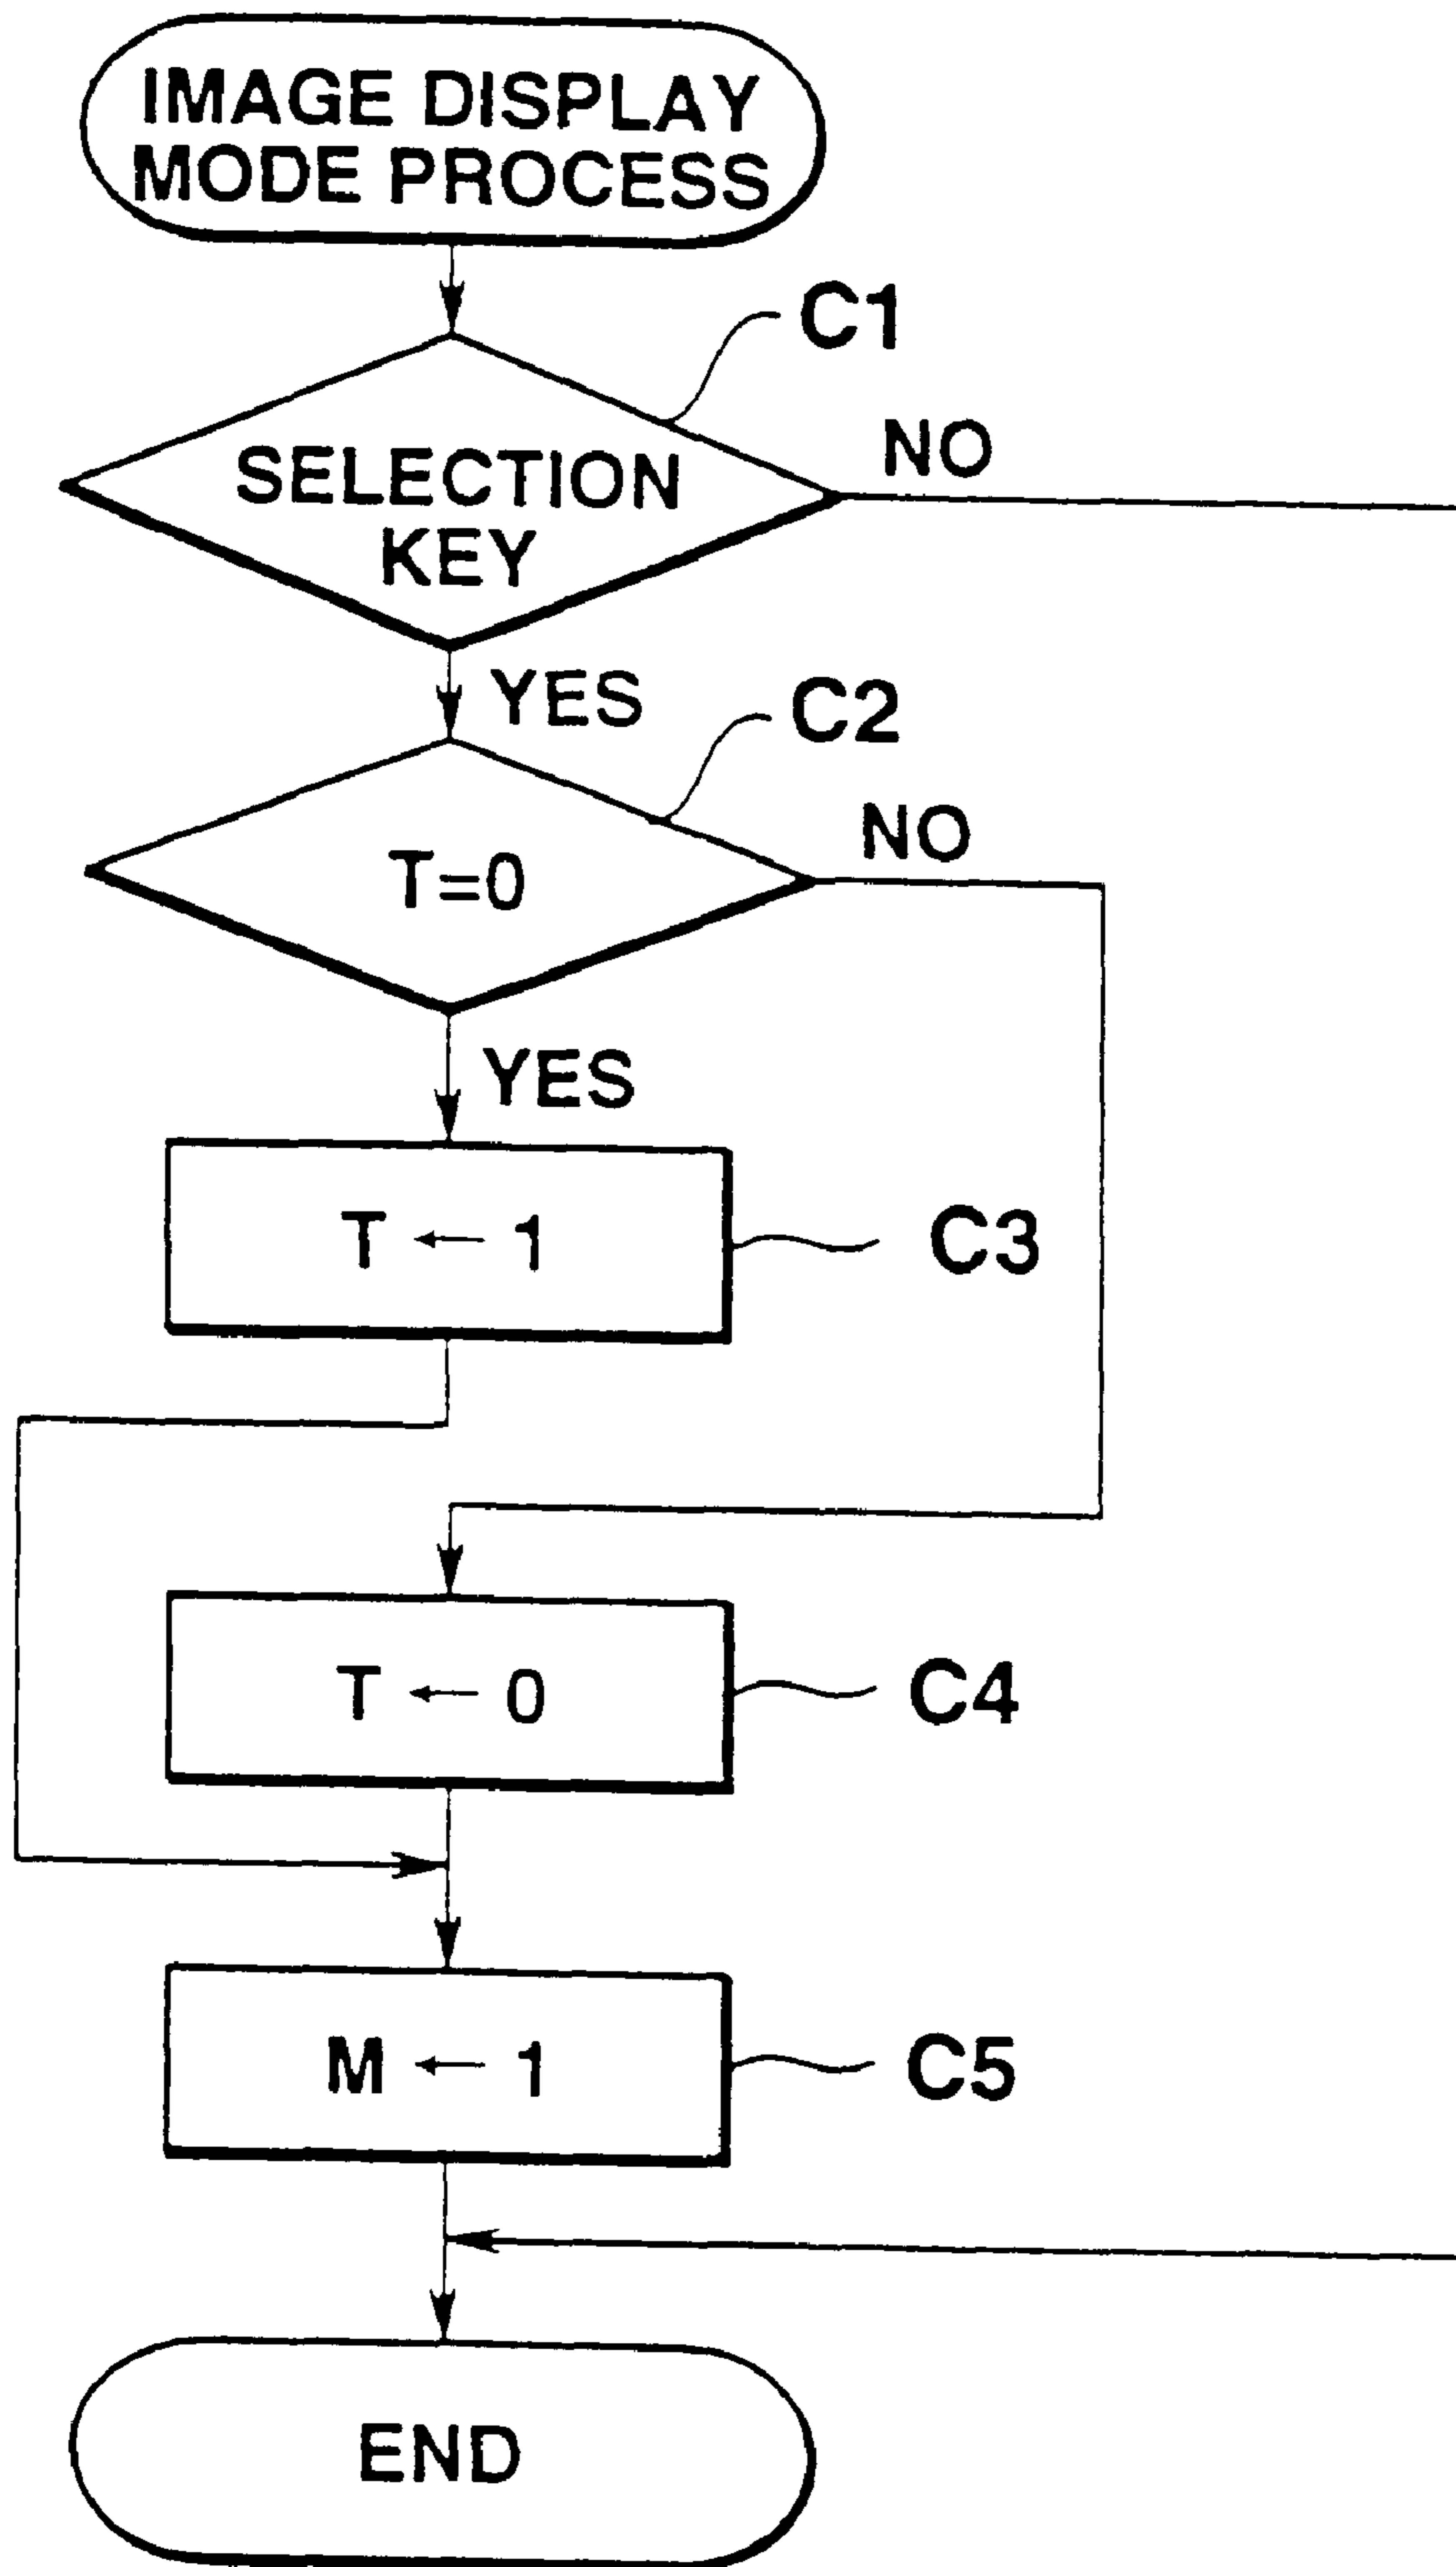 IMAGE DISPLAY
MODE PROCESS
C1
NO
SELECTION
KEY
YES
C2
NO
T=0
YES
T ← 1
C3
T ← 0
C4
M ← 1
C5
END